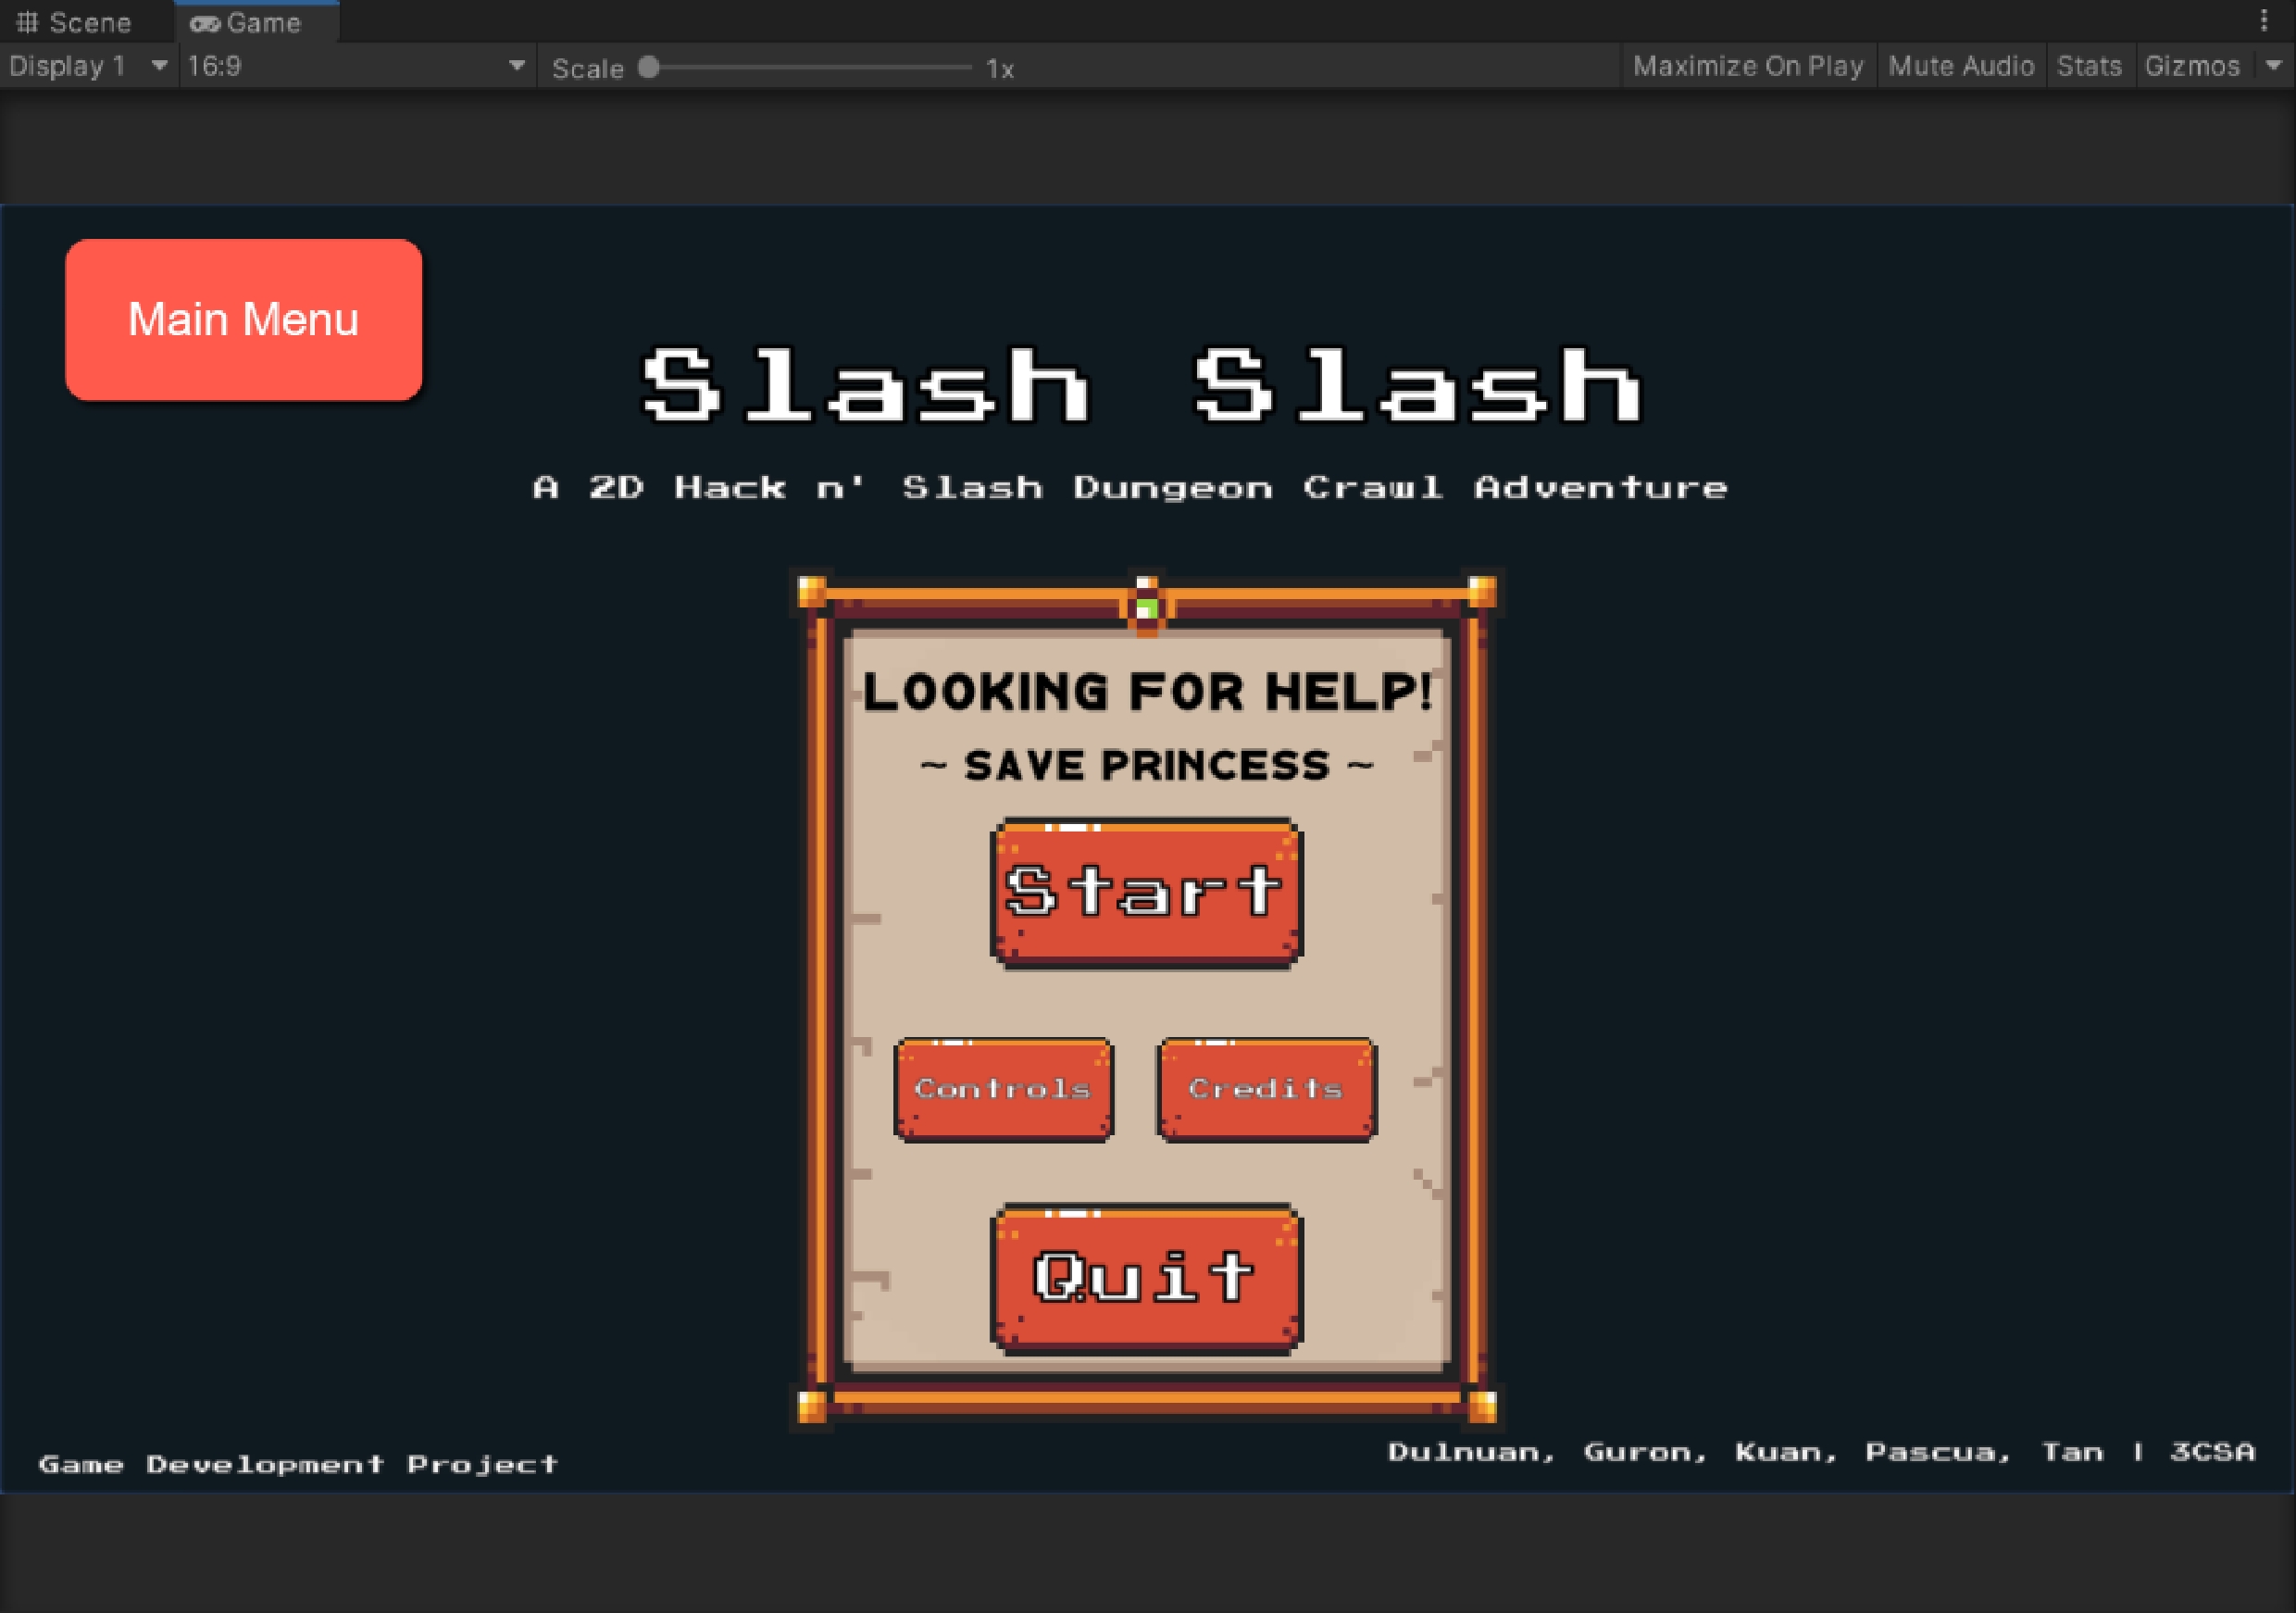 Scene
Game
Display 1
16:9
Scale
1x
Maximize On Play
Mute Audio
Stats
Gizmos
Main Menu
Slash Slash
A 2D Hack n' Slash Dungeon Crawl Adventure
LOOKING FOR HELP!
~ SAVE PRINCESS ~
Start
Controls
Credits
Quit
Game Development Project
Dulnuan, Guron, Kuan, Pascua, Tan | 3CSA